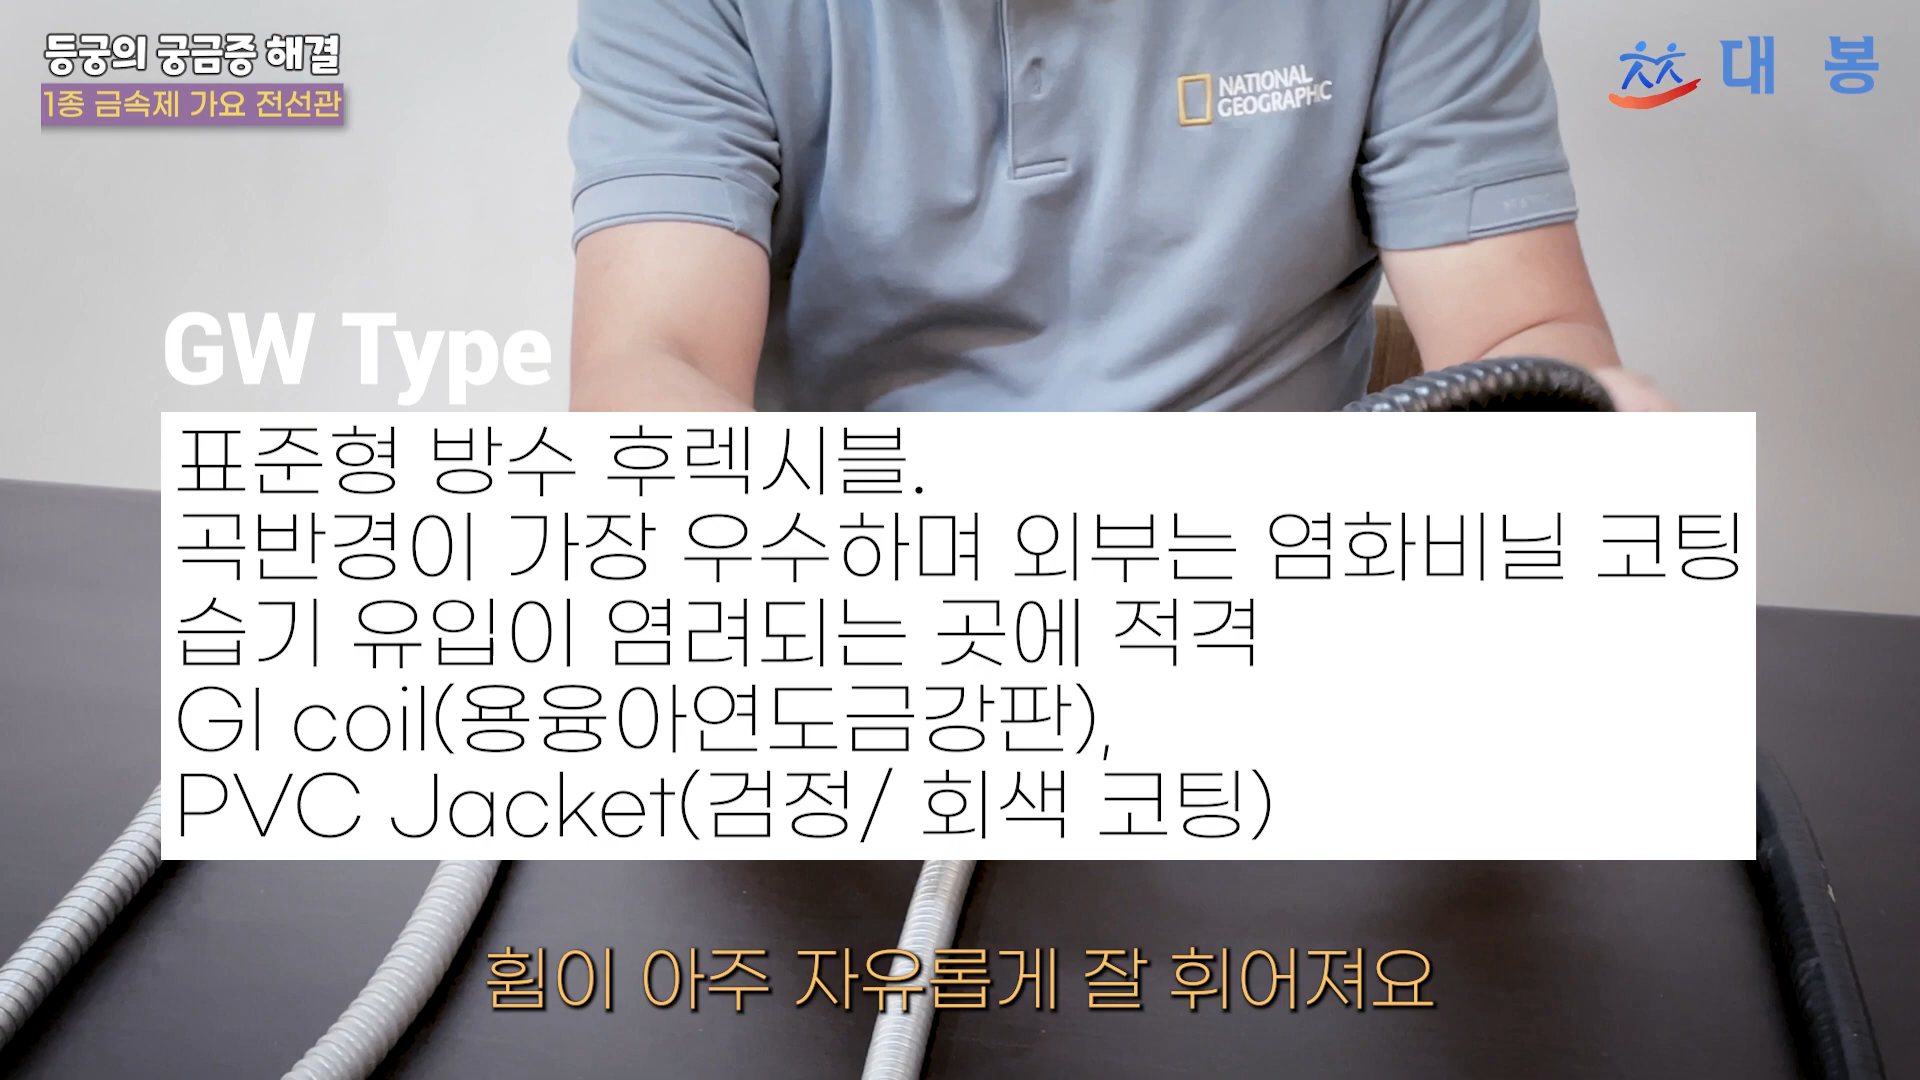 등궁의 궁금증 해결
1종 금속제 가요 전선관
NATIONAL
GEOGRAPHIC
대 봉
GW Type
표준형 방수 후렉시블.
곡반경이 가장 우수하며 외부는 염화비닐 코팅
습기 유입이 염려되는 곳에 적격
GI coil(용융아연도금강판),
PVC Jacket(검정/ 회색 코팅)
휨이 아주 자유롭게 잘 휘어져요